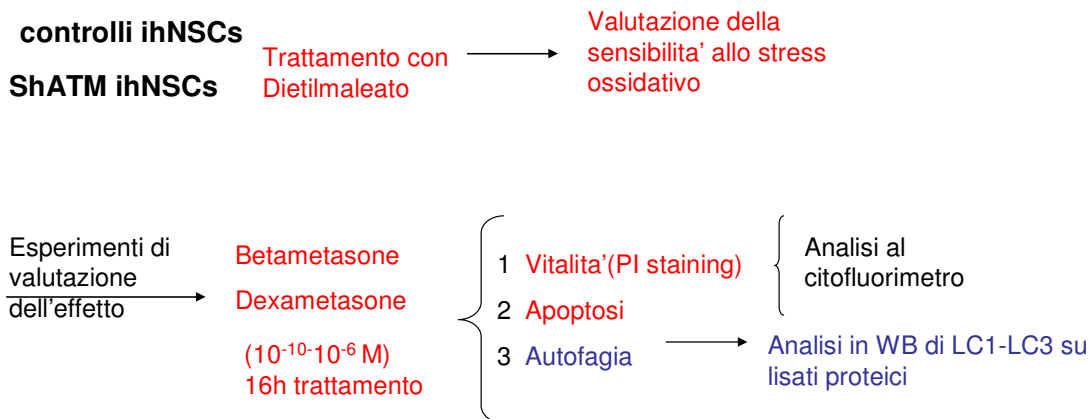 controlli ihNSCs
ShATM ihNSCs
Trattamento con
Dietilmaleato
Valutazione della
sensibilita' allo stress
ossidativo
Esperimenti di
valutazione
dell'effetto
Betametasone
Dexametasone
(10⁻¹⁰-10⁻⁶ M)
16h trattamento
1 Vitalita'(PI staining)
2 Apoptosi
3 Autofagia
Analisi al
citofluorimetro
Analisi in WB di LC1-LC3 su
lisati proteici